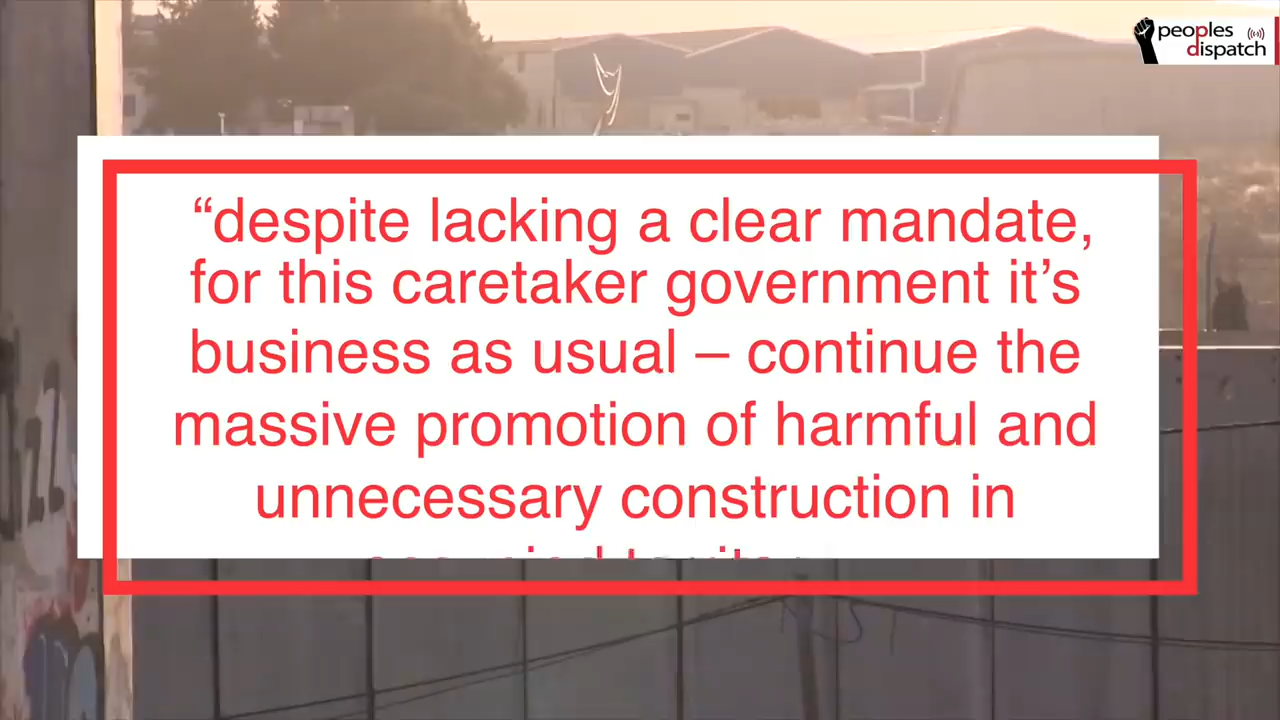 peoples
dispatch
“despite lacking a clear mandate,
for this caretaker government it’s
business as usual – continue the
massive promotion of harmful and
unnecessary construction in